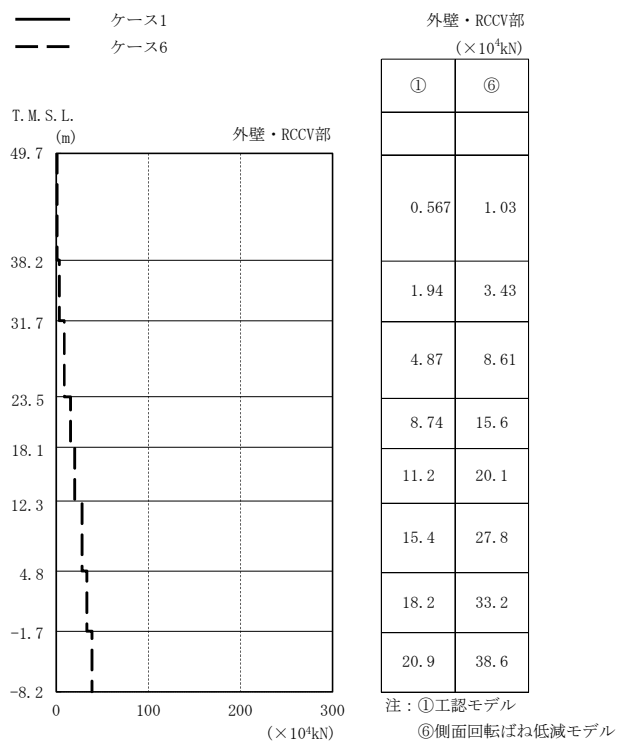 ケース1
ケース6
外壁・RCCV部
(×10⁴kN)
① ⑥
T.M.S.L.
(m)
外壁・RCCV部
49.7
0.567 1.03
38.2
1.94 3.43
31.7
4.87 8.61
23.5
8.74 15.6
18.1
11.2 20.1
12.3
15.4 27.8
4.8
18.2 33.2
-1.7
20.9 38.6
-8.2
0 100 200 300
(×10⁴kN)
注：①工認モデル
⑥側面回転ばね低減モデル